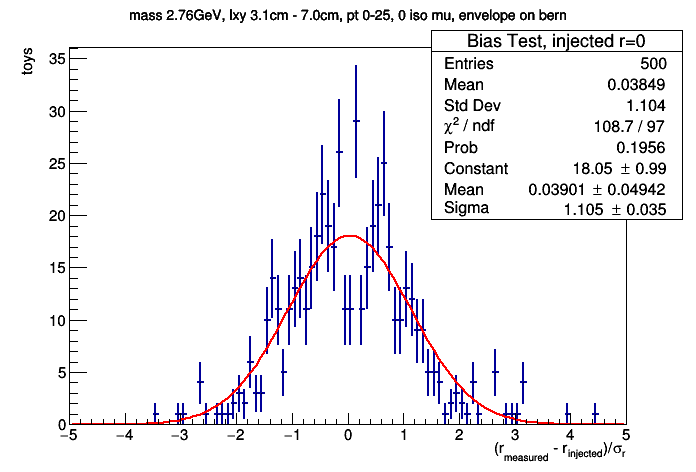 mass 2.76GeV, lxy 3.1cm - 7.0cm, pt 0-25, 0 iso mu, envelope on bern
toys
Bias Test, injected r=0
Entries 500
Mean 0.03849
Std Dev 1.104
χ² / ndf 108.7 / 97
Prob 0.1956
Constant 18.05 ± 0.99
Mean 0.03901 ± 0.04942
Sigma 1.105 ± 0.035
35
30
25
20
15
10
5
0
−5 −4 −3 −2 −1 0 1 2 3 4 5
(r_measured - r_injected)/σ_r